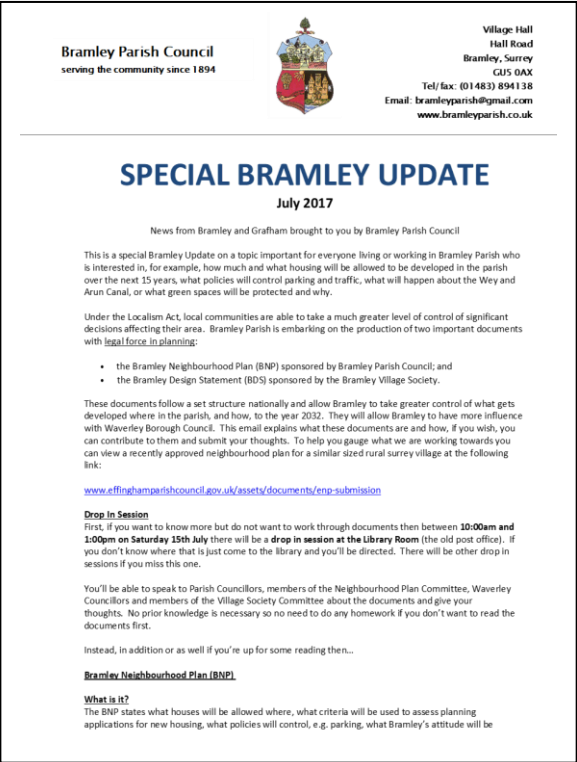 Bramley Parish Council
serving the community since 1894
Village Hall
Hall Road
Bramley, Surrey
GU5 0AX
Tel/fax: (01483) 894138
Email: bramleyparish@gmail.com
www.bramleyparish.co.uk
SPECIAL BRAMLEY UPDATE
July 2017
News from Bramley and Grafham brought to you by Bramley Parish Council
This is a special Bramley Update on a topic important for everyone living or working in Bramley Parish who
is interested in, for example, how much and what housing will be allowed to be developed in the parish
over the next 15 years, what policies will control parking and traffic, what will happen about the Wey and
Arun Canal, or what green spaces will be protected and why.
Under the Localism Act, local communities are able to take a much greater level of control of significant
decisions affecting their area. Bramley Parish is embarking on the production of two important documents
with legal force in planning:
• the Bramley Neighbourhood Plan (BNP) sponsored by Bramley Parish Council; and
• the Bramley Design Statement (BDS) sponsored by the Bramley Village Society.
These documents follow a set structure nationally and allow Bramley to take greater control of what gets
developed where in the parish, and how, to the year 2032. They will allow Bramley to have more influence
with Waverley Borough Council. This email explains what these documents are and how, if you wish, you
can contribute to them and submit your thoughts. To help you gauge what we are working towards you
can view a recently approved neighbourhood plan for a similar sized rural surrey village at the following
link:
www.effinghamparishcouncil.gov.uk/assets/documents/enp-submission
Drop In Session
First, if you want to know more but do not want to work through documents then between 10:00am and
1:00pm on Saturday 15th July there will be a drop in session at the Library Room (the old post office). If
you don't know where that is just come to the library and you'll be directed. There will be other drop in
sessions if you miss this one.
You'll be able to speak to Parish Councillors, members of the Neighbourhood Plan Committee, Waverley
Councillors and members of the Village Society Committee about the documents and give your
thoughts. No prior knowledge is necessary so no need to do any homework if you don't want to read the
documents first.
Instead, in addition or as well if you're up for some reading then...
Bramley Neighbourhood Plan (BNP)
What is it?
The BNP states what houses will be allowed where, what criteria will be used to assess planning
applications for new housing, what policies will control, e.g. parking, what Bramley's attitude will be